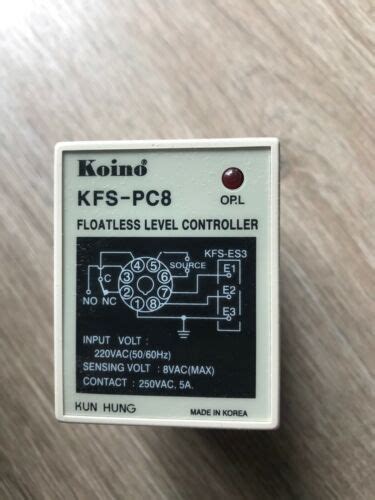 Koino
KFS-PC8
OP.L
FLOATLESS LEVEL CONTROLLER
KFS-ES3
4 5
SOURCE
E1
3 6
C
2 7
E2
NO NC
1 8
E3
INPUT VOLT :
220VAC(50/60Hz)
SENSING VOLT : 8VAC(MAX)
CONTACT : 250VAC. 5A.
KUN HUNG
MADE IN KOREA